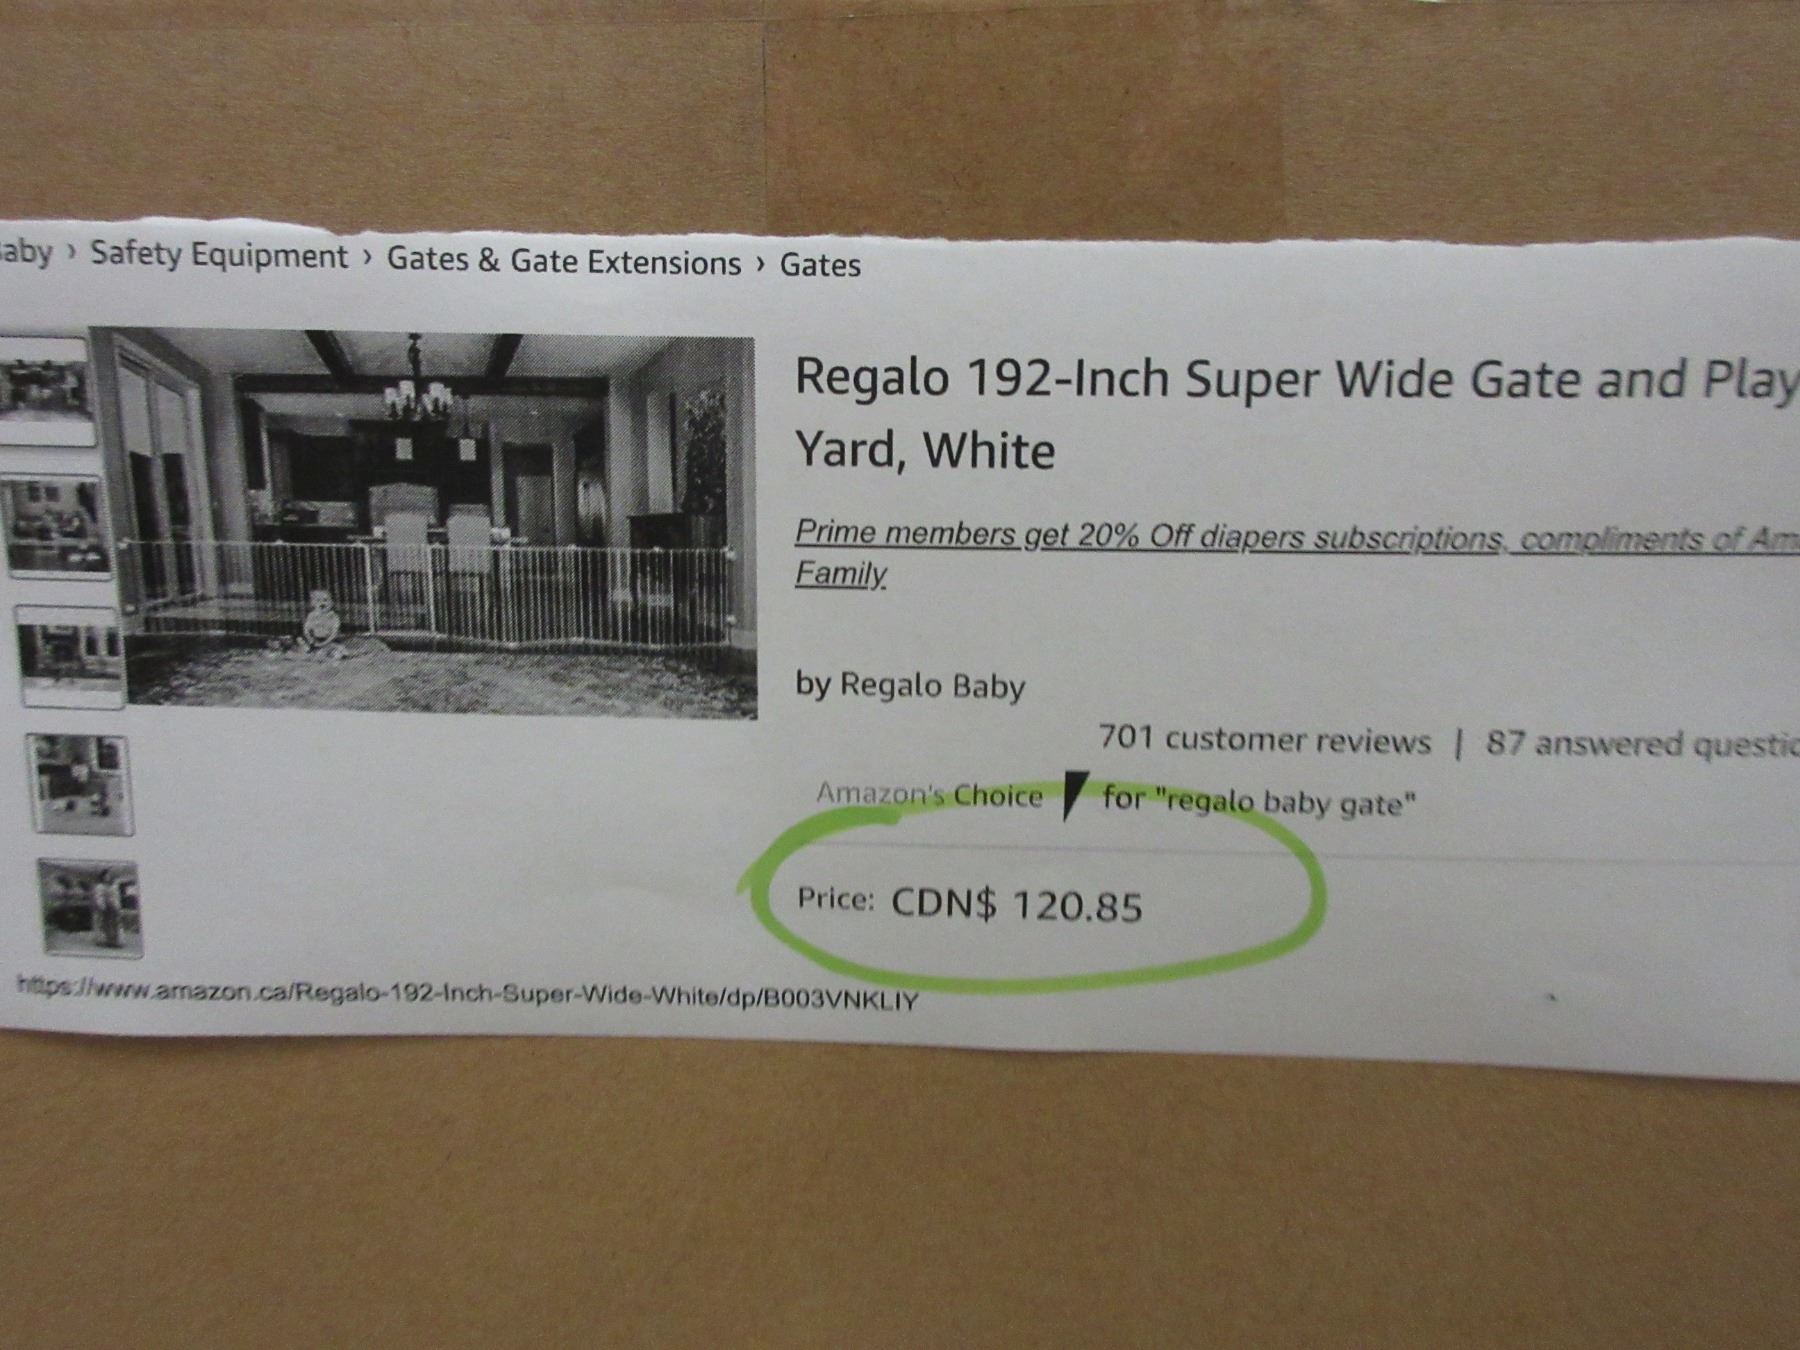 aby › Safety Equipment › Gates & Gate Extensions › Gates
Regalo 192-Inch Super Wide Gate and Play
Yard, White
Prime members get 20% Off diapers subscriptions, compliments of Am
Family.
by Regalo Baby
701 customer reviews | 87 answered questio
Amazon's Choice for "regalo baby gate"
Price: CDN$ 120.85
https://www.amazon.ca/Regalo-192-Inch-Super-Wide-White/dp/B003VNKLIY